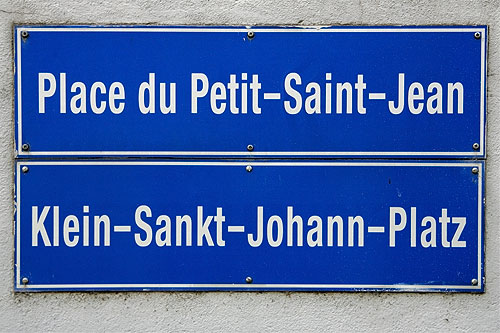 Place du Petit-Saint-Jean
Klein-Sankt-Johann-Platz